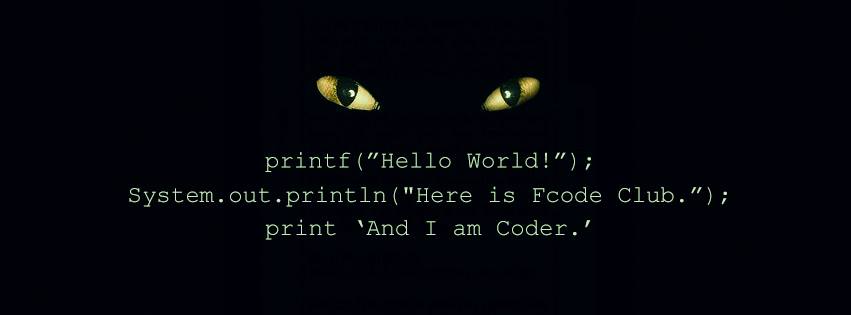 printf(”Hello World!”);
System.out.println("Here is Fcode Club.”);
print ‘And I am Coder.’